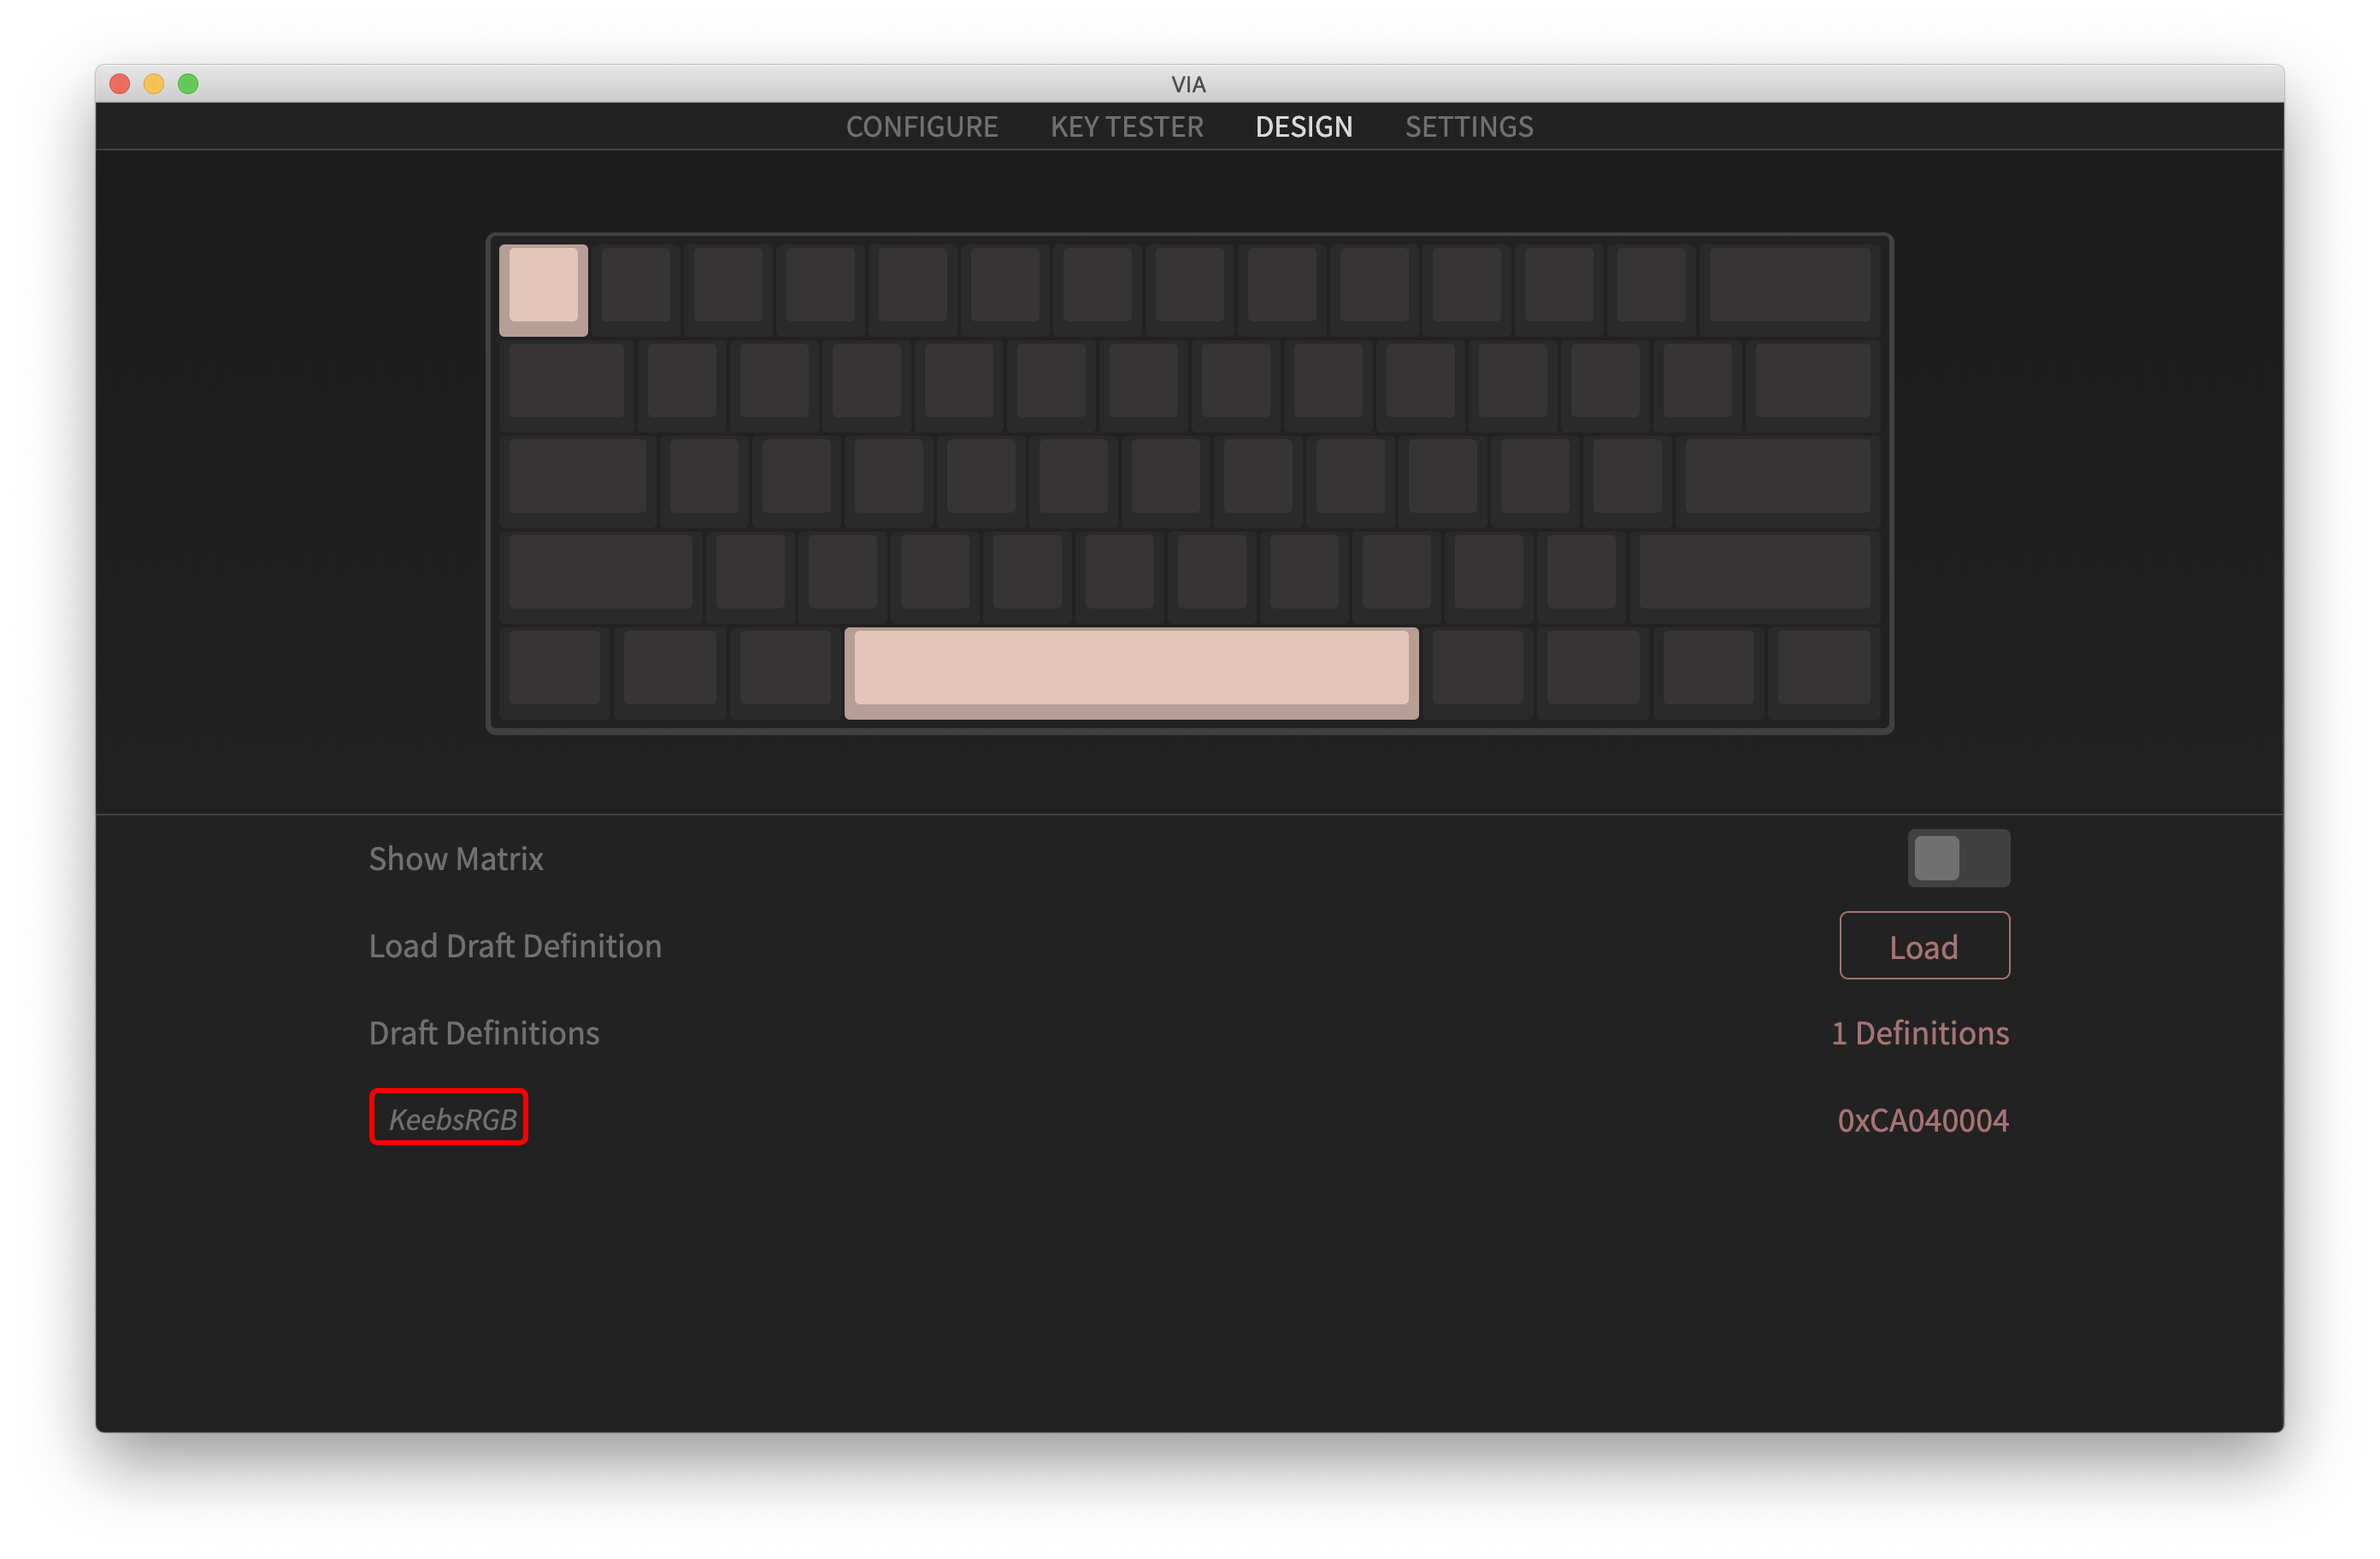 VIA
CONFIGURE KEY TESTER DESIGN SETTINGS
Show Matrix
Load Draft Definition Load
Draft Definitions 1 Definitions
KeebsRGB 0xCA040004